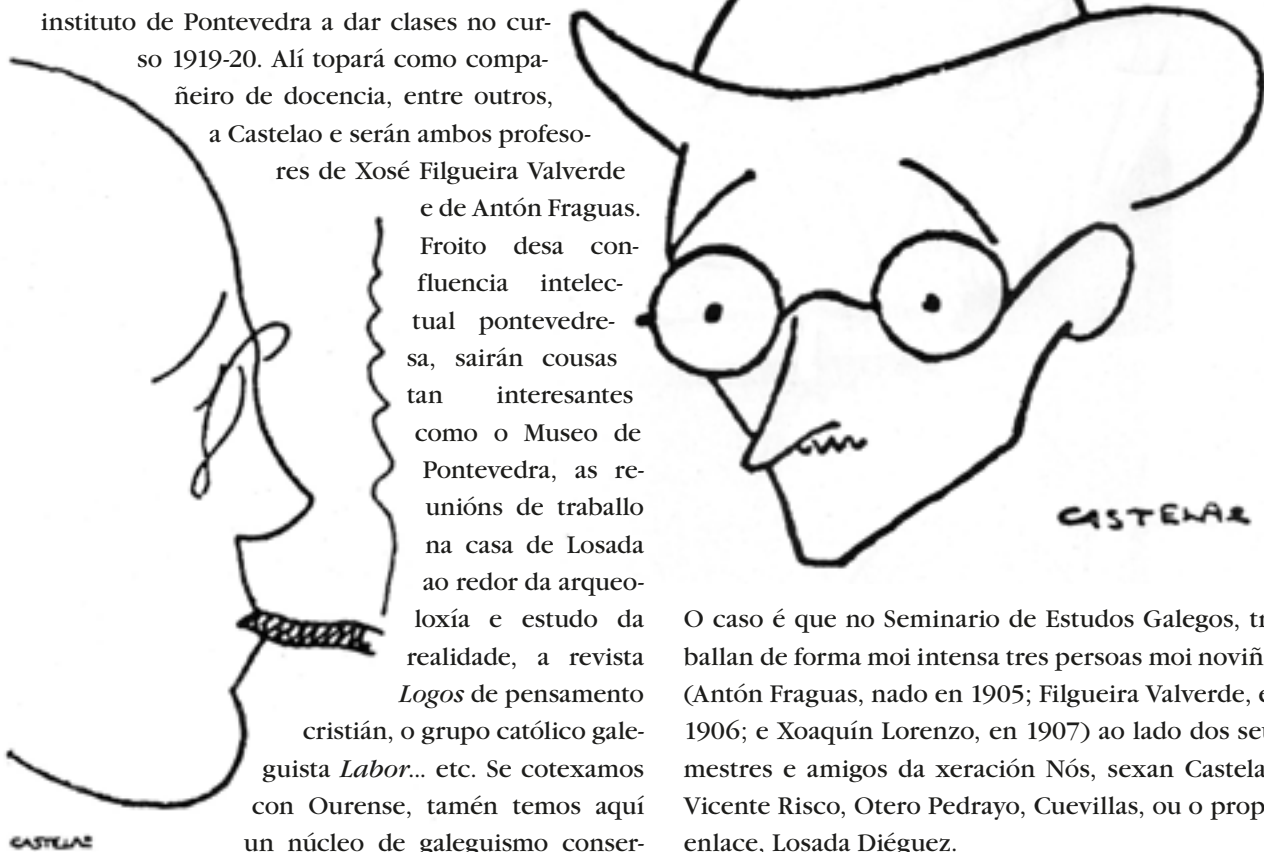 instituto de Pontevedra a dar clases no cur-
so 1919-20. Alí topará como compa-
ñeiro de docencia, entre outros,
a Castelao e serán ambos profeso-
res de Xosé Filgueira Valverde
e de Antón Fraguas.
Froito desa con-
fluencia intelec-
tual pontevedre-
sa, sairán cousas
tan interesantes
como o Museo de
Pontevedra, as re-
unións de traballo
na casa de Losada
ao redor da arqueo-
loxía e estudo da
realidade, a revista
Logos de pensamento
cristián, o grupo católico gale-
guista Labor... etc. Se cotexamos
con Ourense, tamén temos aquí
un núcleo de galeguismo conser-
CASTELAO
CASTELAO
O caso é que no Seminario de Estudos Galegos, tr
ballan de forma moi intensa tres persoas moi noviñ
(Antón Fraguas, nado en 1905; Filgueira Valverde, e
1906; e Xoaquín Lorenzo, en 1907) ao lado dos seu
mestres e amigos da xeración Nós, sexan Castela
Vicente Risco, Otero Pedrayo, Cuevillas, ou o prop
enlace, Losada Diéguez.